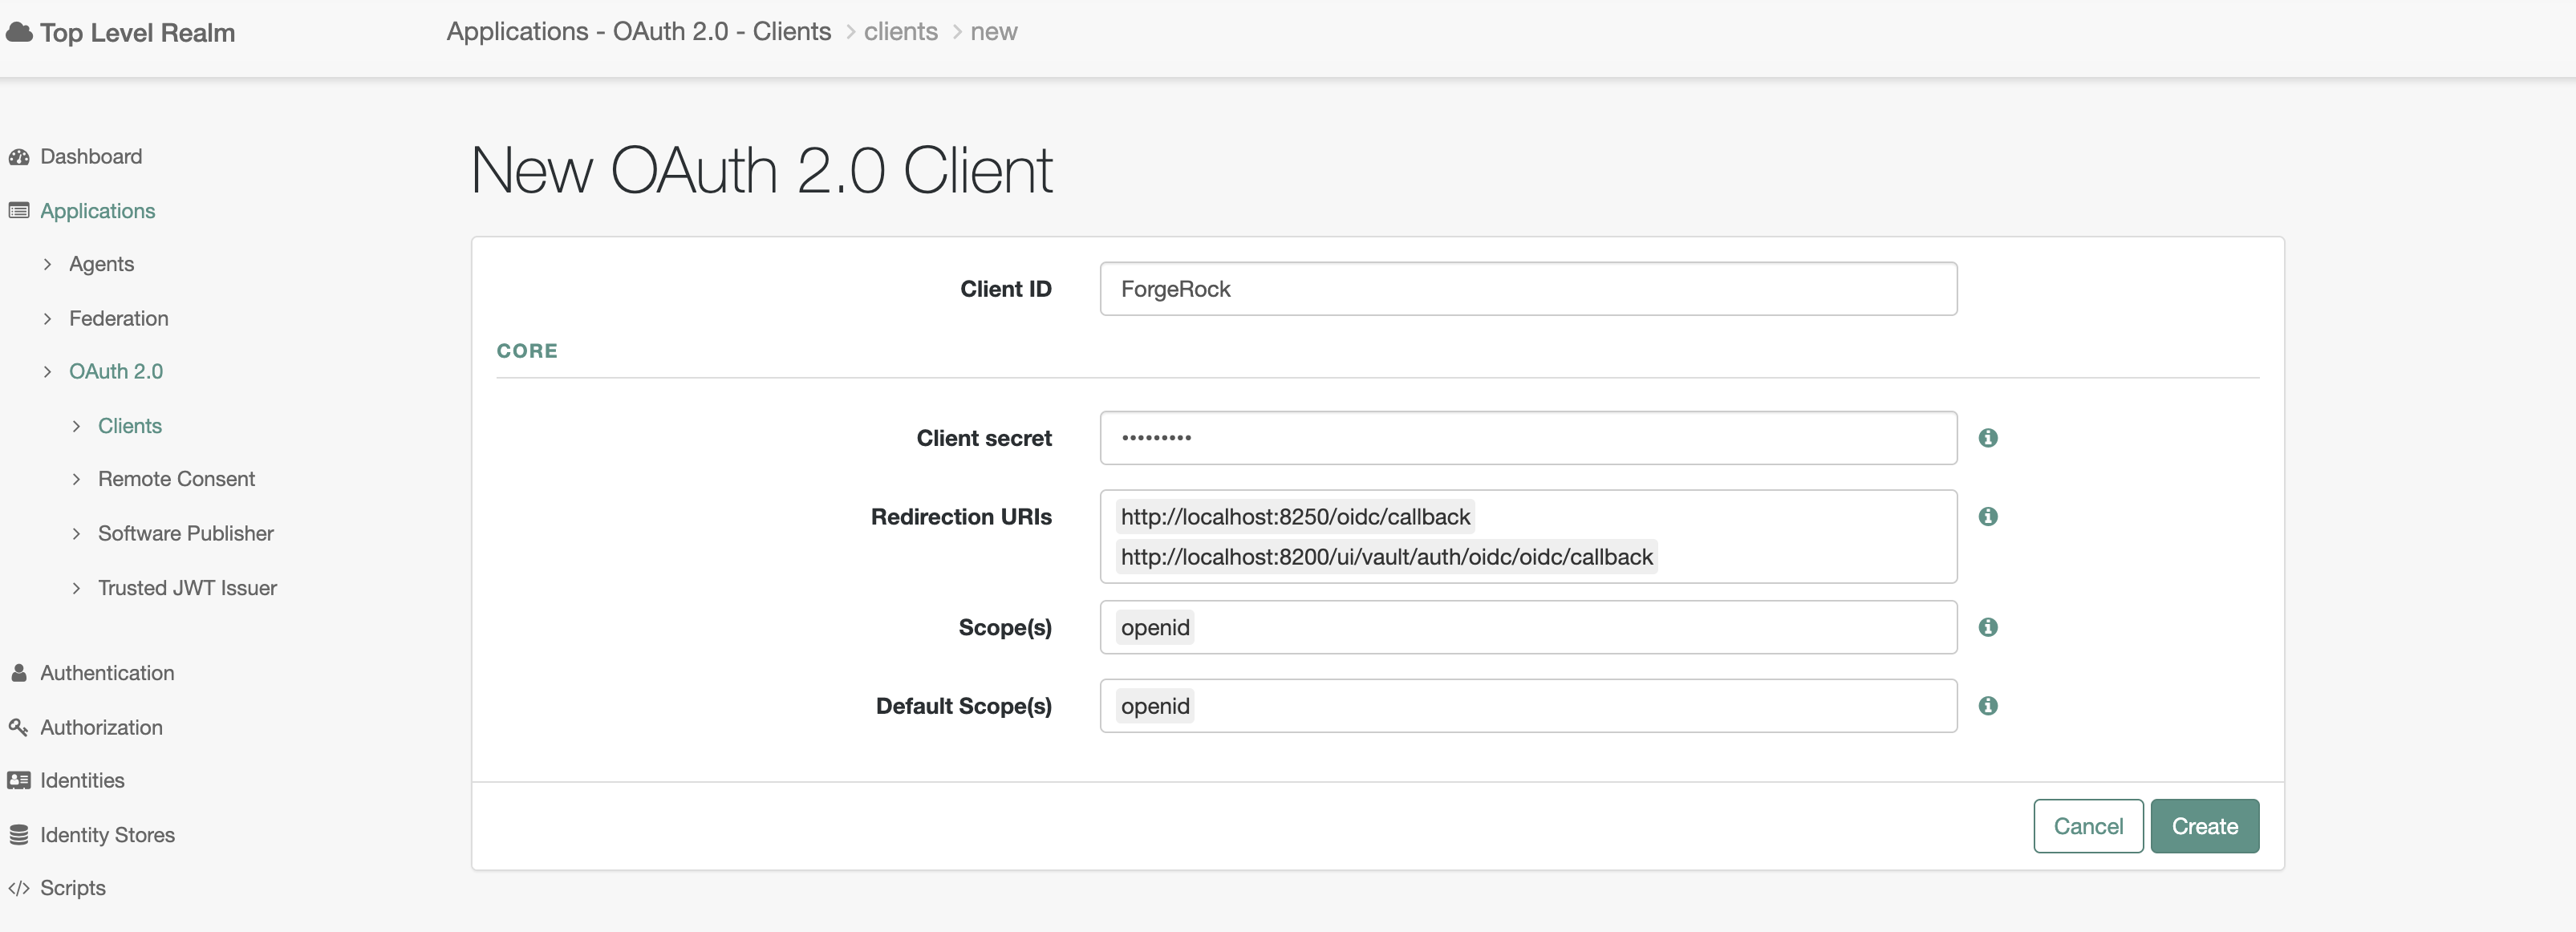 Top Level Realm
Applications - OAuth 2.0 - Clients > clients > new
Dashboard
Applications
Agents
Federation
OAuth 2.0
Clients
Remote Consent
Software Publisher
Trusted JWT Issuer
Authentication
Authorization
Identities
Identity Stores
Scripts
New OAuth 2.0 Client
Client ID ForgeRock
CORE
Client secret •••••••••
Redirection URIs http://localhost:8250/oidc/callback
http://localhost:8200/ui/vault/auth/oidc/oidc/callback
Scope(s) openid
Default Scope(s) openid
Cancel Create